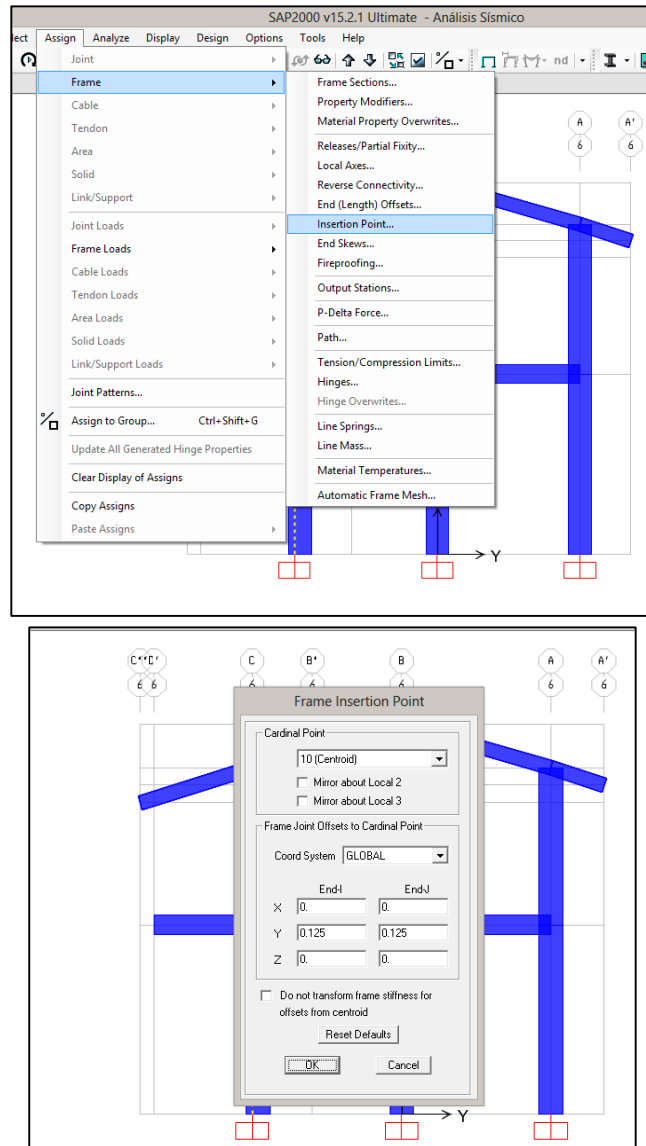 SAP2000 v15.2.1 Ultimate - Análisis Sísmico
lect Assign Analyze Display Design Options Tools Help
nd
Joint
Frame
Cable
Tendon
Area
Solid
Link/Support
Joint Loads
Frame Loads
Cable Loads
Tendon Loads
Area Loads
Solid Loads
Link/Support Loads
Joint Patterns...
Assign to Group... Ctrl+Shift+G
Update All Generated Hinge Properties
Clear Display of Assigns
Copy Assigns
Paste Assigns
Frame Sections...
Property Modifiers...
Material Property Overwrites...
Releases/Partial Fixity...
Local Axes...
Reverse Connectivity...
End (Length) Offsets...
Insertion Point...
End Skews...
Fireproofing...
Output Stations...
P-Delta Force...
Path...
Tension/Compression Limits...
Hinges...
Hinge Overwrites...
Line Springs...
Line Mass...
Material Temperatures...
Automatic Frame Mesh...
A A'
6 6
Y
C B' B A A'
6 6 6 6 6 6 6
Frame Insertion Point
Cardinal Point
10 (Centroid)
Mirror about Local 2
Mirror about Local 3
Frame Joint Offsets to Cardinal Point
Coord System GLOBAL
End-I End-J
X 0. 0.
Y 0.125 0.125
Z 0. 0.
Do not transform frame stiffness for
offsets from centroid
Reset Defaults
OK Cancel
Y